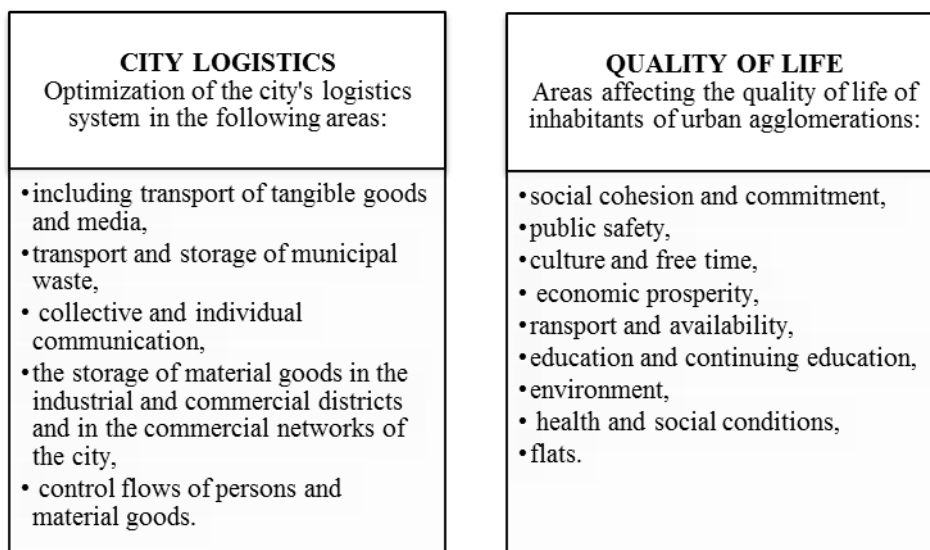 CITY LOGISTICS
Optimization of the city's logistics
system in the following areas:
•including transport of tangible goods
and media,
•transport and storage of municipal
waste,
• collective and individual
communication,
•the storage of material goods in the
industrial and commercial districts
and in the commercial networks of
the city,
• control flows of persons and
material goods.
QUALITY OF LIFE
Areas affecting the quality of life of
inhabitants of urban agglomerations:
•social cohesion and commitment,
•public safety,
•culture and free time,
• economic prosperity,
•ransport and availability,
•education and continuing education,
•environment,
• health and social conditions,
•flats.